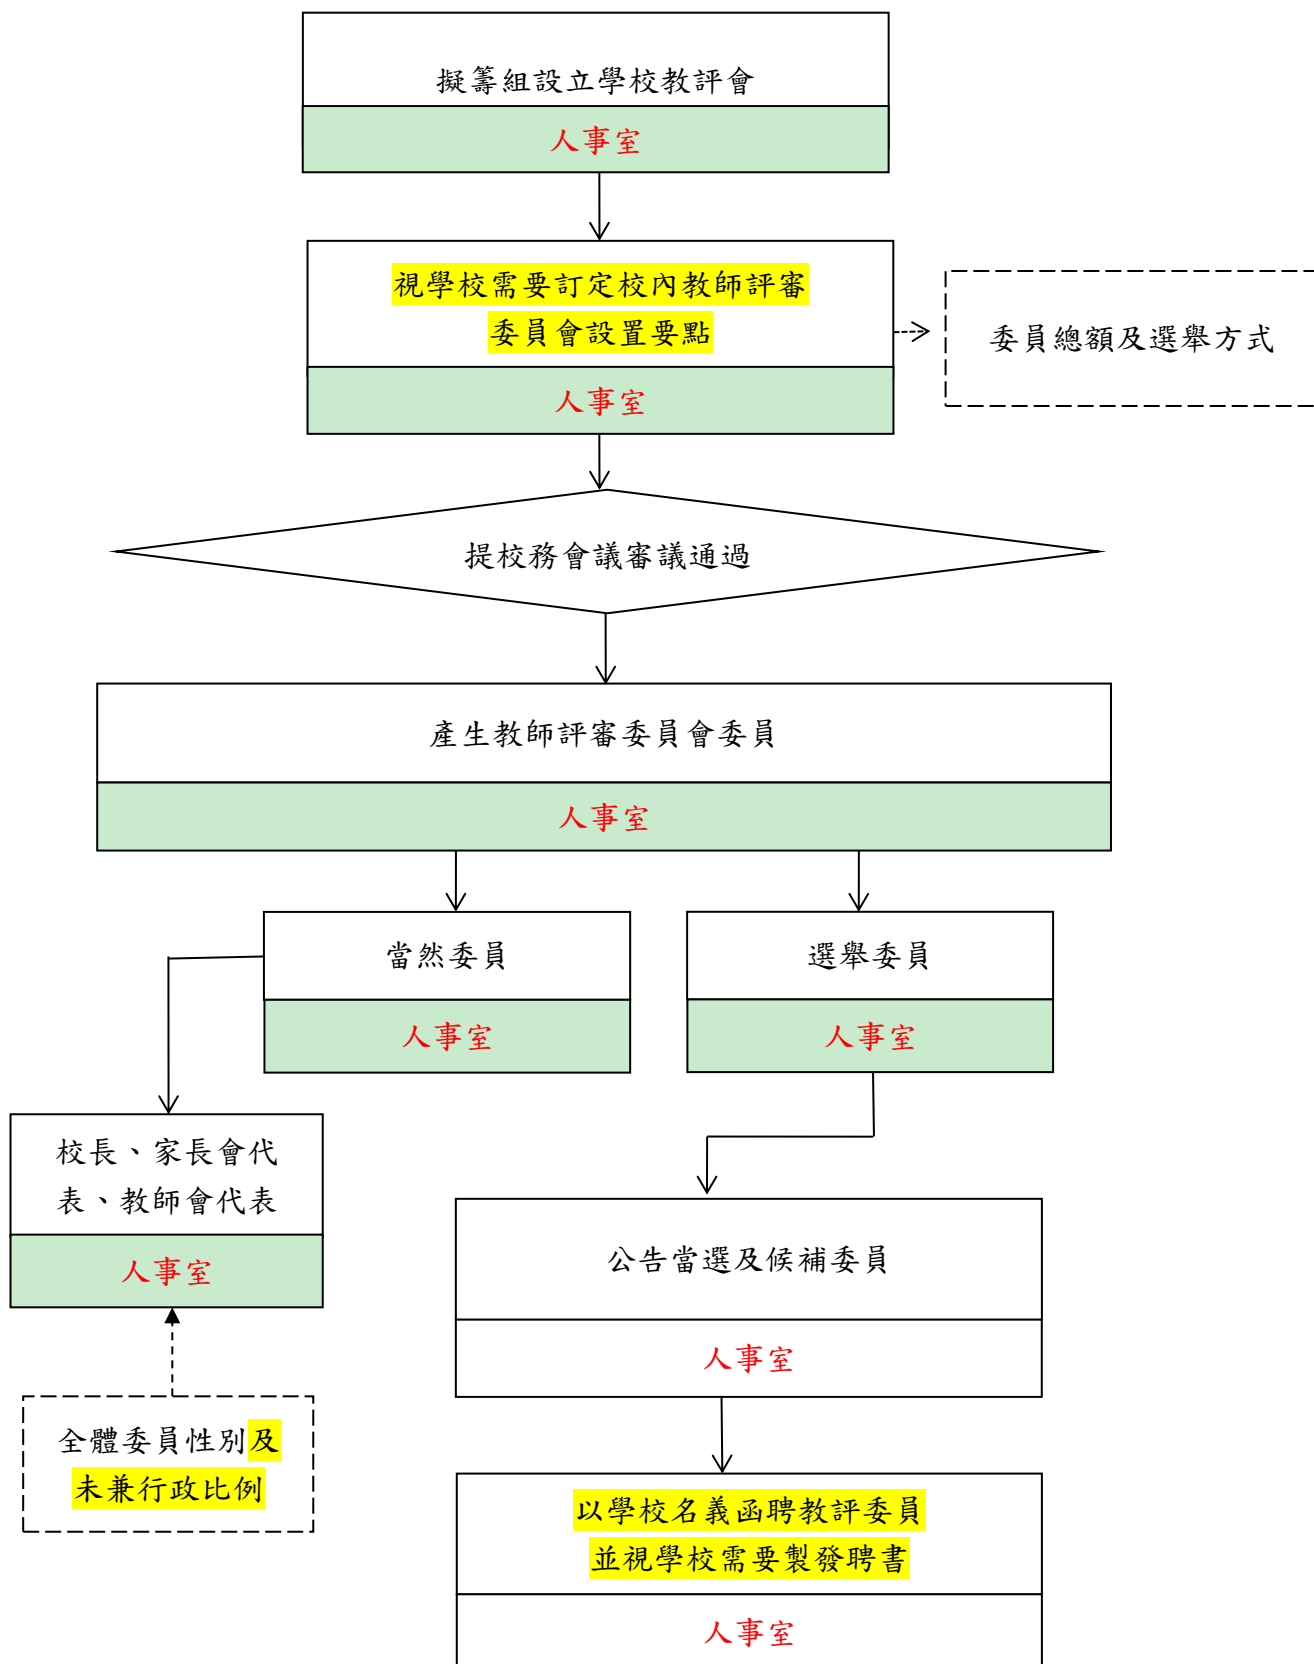 擬籌組設立學校教評會
人事室
視學校需要訂定校內教師評審
委員會設置要點
人事室
委員總額及選舉方式
提校務會議審議通過
產生教師評審委員會委員
人事室
當然委員
人事室
選舉委員
人事室
校長、家長會代
表、教師會代表
人事室
全體委員性別及
未兼行政比例
公告當選及候補委員
人事室
以學校名義函聘教評委員
並視學校需要製發聘書
人事室